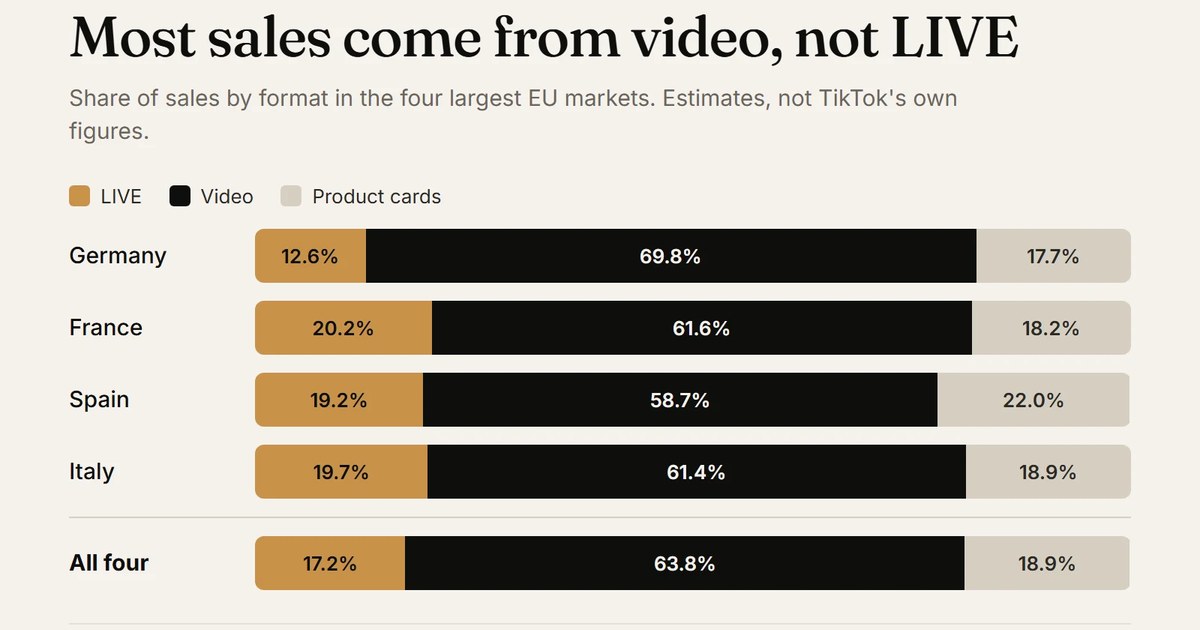 Most sales come from video, not LIVE
Share of sales by format in the four largest EU markets. Estimates, not TikTok's own
figures.
LIVE Video Product cards
Germany 12.6% 69.8% 17.7%
France 20.2% 61.6% 18.2%
Spain 19.2% 58.7% 22.0%
Italy 19.7% 61.4% 18.9%
All four 17.2% 63.8% 18.9%